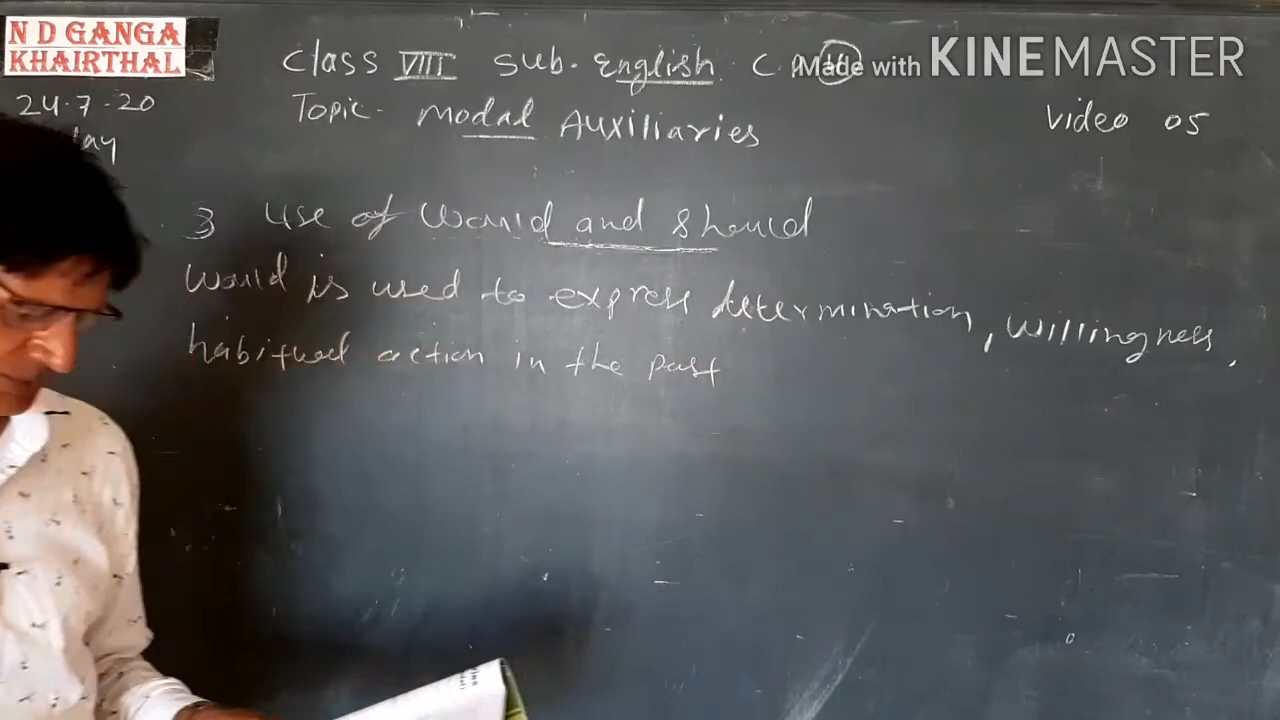 N D GANGA
KHAIRTHAL
Class VIII Sub. English C
Made with KINEMASTER
24.7.20
Topic- Modal Auxiliaries
Video 05
3 Use of Would and Should
Would is used to express determination, Willingness,
habitual action in the past